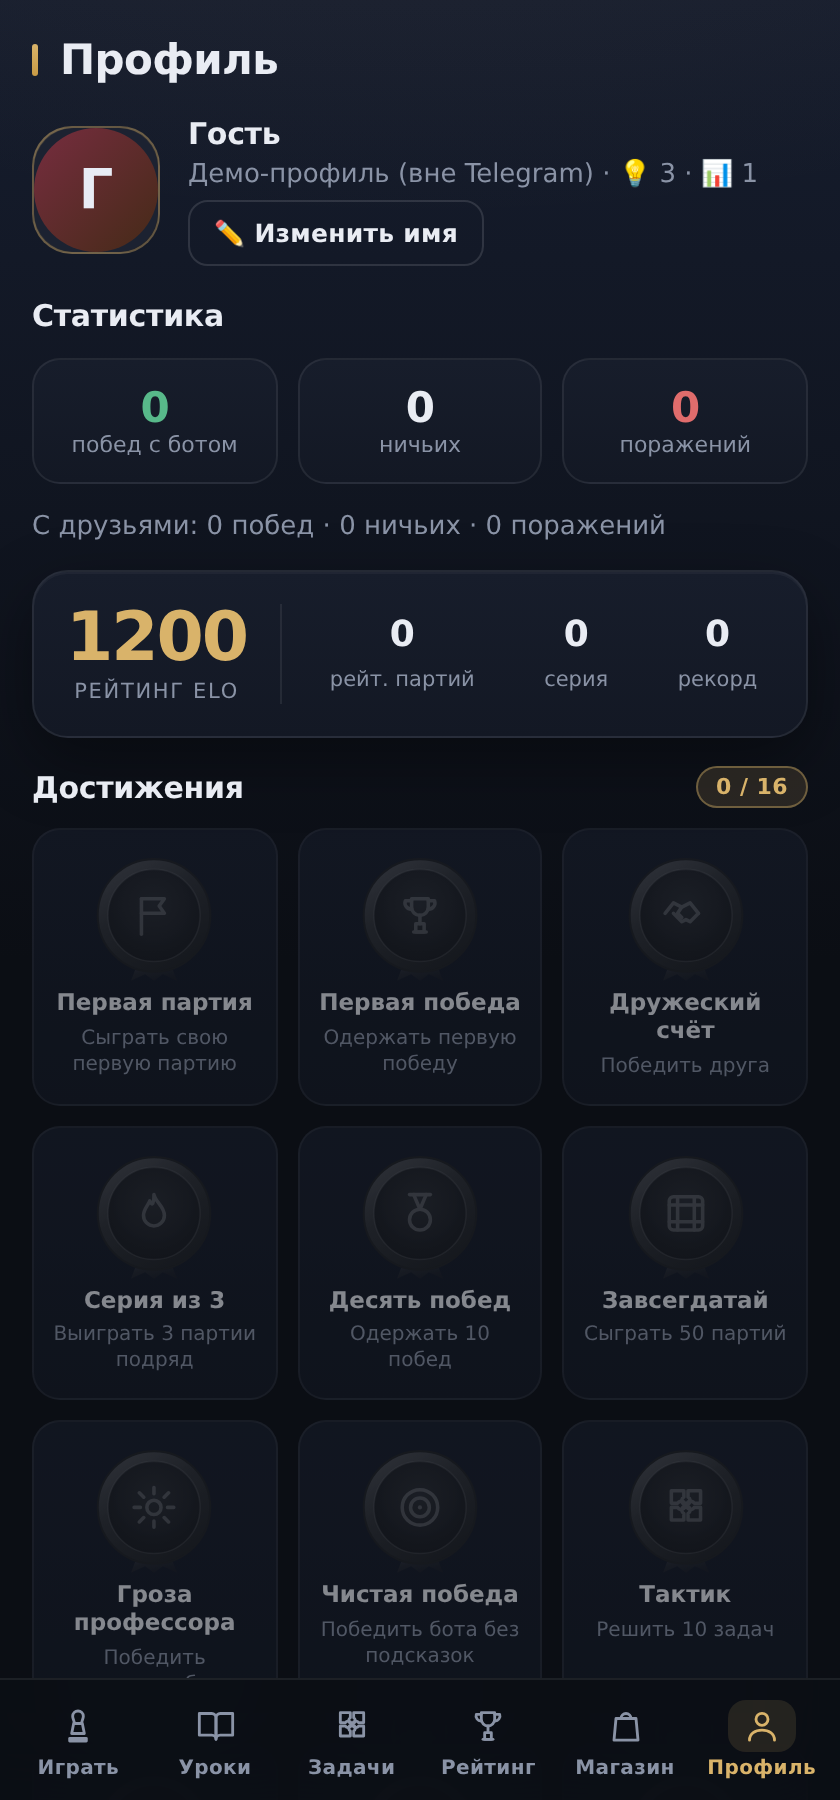 Профиль
Г
Гость
Демо-профиль (вне Telegram) · 💡 3 · 📊 1
✏️ Изменить имя
Статистика
0 0 0
побед с ботом ничьих поражений
С друзьями: 0 побед · 0 ничьих · 0 поражений
1200 0 0 0
РЕЙТИНГ ELO рейт. партий серия рекорд
Достижения 0 / 16
Первая партия
Сыграть свою
первую партию
Первая победа
Одержать первую
победу
Дружеский
счёт
Победить друга
Серия из 3
Выиграть 3 партии
подряд
Десять побед
Одержать 10
побед
Завсегдатай
Сыграть 50 партий
Гроза
профессора
Победить
Чистая победа
Победить бота без
подсказок
Тактик
Решить 10 задач
Играть Уроки Задачи Рейтинг Магазин Профиль